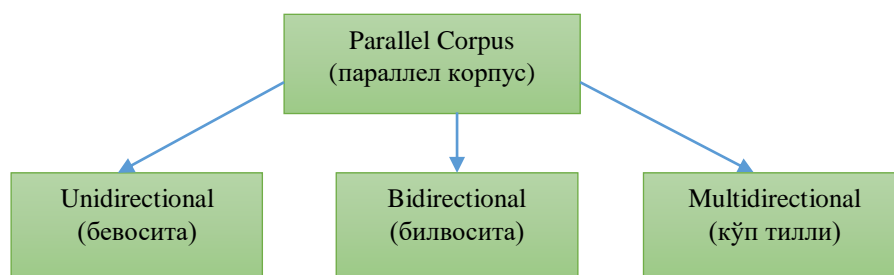 Parallel Corpus
(параллел корпус)
Unidirectional
(бевосита)
Bidirectional
(билвосита)
Multidirectional
(кўп тилли)